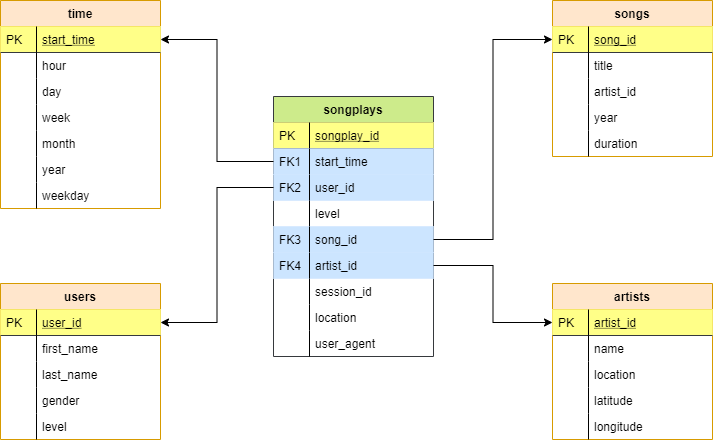 time
PK start_time
hour
day
week
month
year
weekday
songs
PK song_id
title
artist_id
year
duration
songplays
PK songplay_id
FK1 start_time
FK2 user_id
level
FK3 song_id
FK4 artist_id
session_id
location
user_agent
users
PK user_id
first_name
last_name
gender
level
artists
PK artist_id
name
location
latitude
longitude